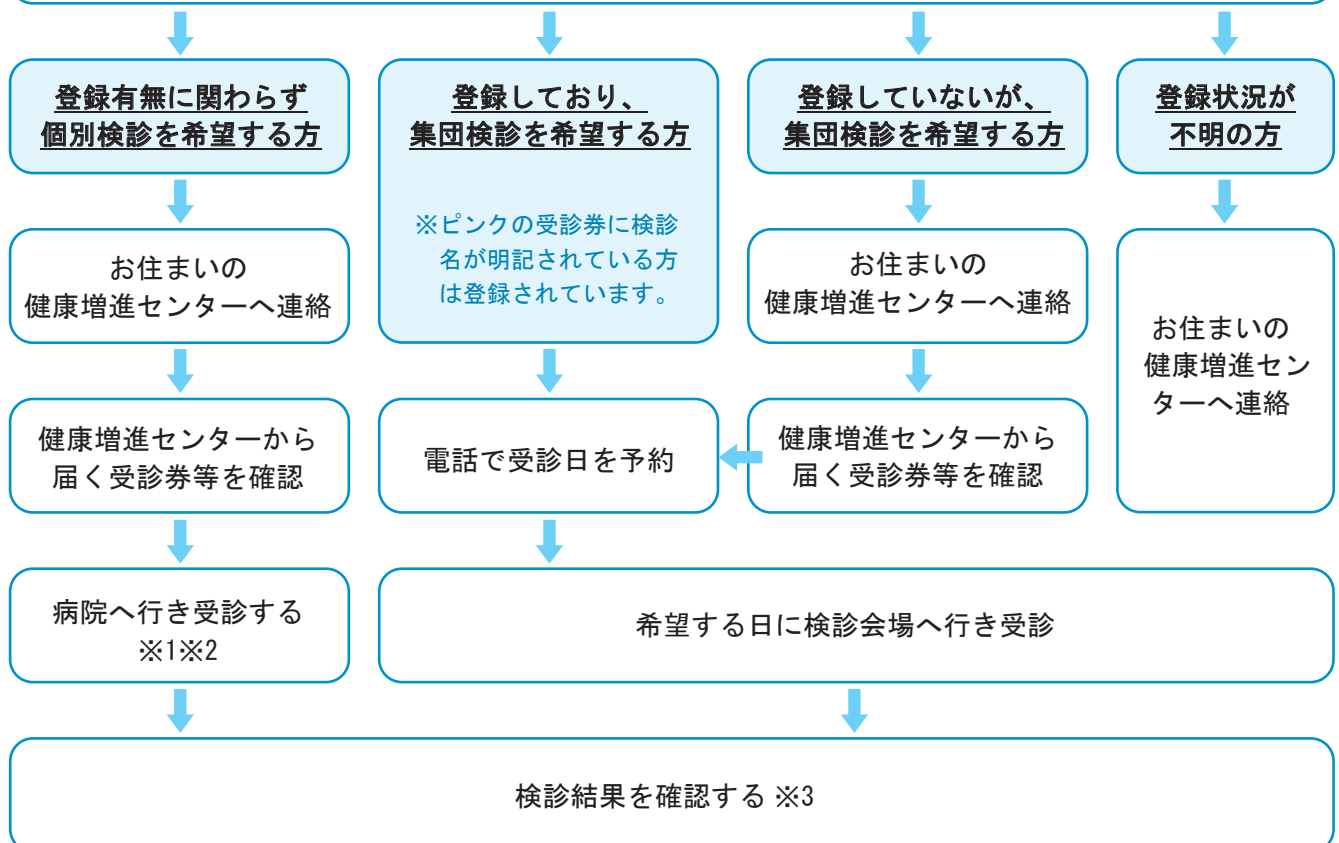 登録有無に関わらず
個別検診を希望する方
登録しており、
集団検診を希望する方
※ピンクの受診券に検診
名が明記されている方
は登録されています。
登録していないが、
集団検診を希望する方
登録状況が
不明の方
お住まいの
健康増進センターへ連絡
お住まいの
健康増進センターへ連絡
お住まいの
健康増進セン
ターへ連絡
健康増進センターから
届く受診券等を確認
電話で受診日を予約
健康増進センターから
届く受診券等を確認
病院へ行き受診する
※1※2
希望する日に検診会場へ行き受診
検診結果を確認する ※3